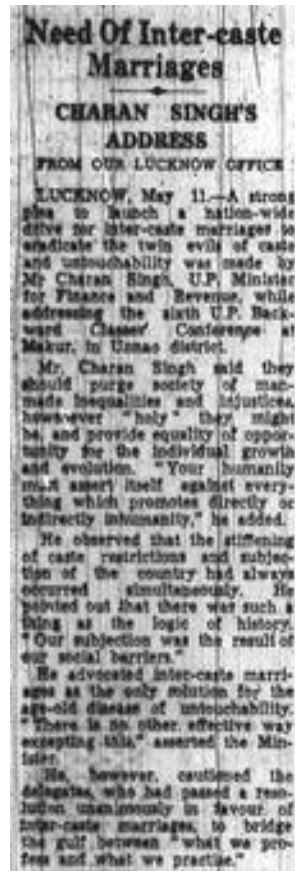 Need Of Inter-caste
Marriages
CHARAN SINGH'S
ADDRESS
FROM OUR LUCKNOW OFFICE
LUCKNOW, May 11.—A strong
plea to launch a nation-wide
drive for inter-caste marriages to
eradicate the twin evils of caste
and untouchability was made by
Mr Charan Singh, U.P. Minister
for Finance and Revenue, while
addressing the sixth U.P. Back-
ward Classes' Conference at
Makur, in Unnao district.
Mr. Charan Singh said they
should purge society of man-
made inequalities and injustices,
however "holy" they might
be, and provide equality of oppor-
tunity for the individual growth
and evolution. "Your humanity
must assert itself against every-
thing which promotes directly or
indirectly inhumanity," he added.
He observed that the stiffening
of caste restrictions and subjec-
tion of the country had always
occurred simultaneously. He
pointed out that there was such a
thing as the logic of history.
"Our subjection was the result of
our social barriers."
He advocated inter-caste marri-
ages as the only solution for the
age-old disease of untouchability.
"There is no other, effective way
excepting this," asserted the Min-
ister.
He, however, cautioned the
delegates, who had passed a reso-
lution unanimously in favour of
inter-caste marriages, to bridge
the gulf between "what we pro-
fess and what we practise."